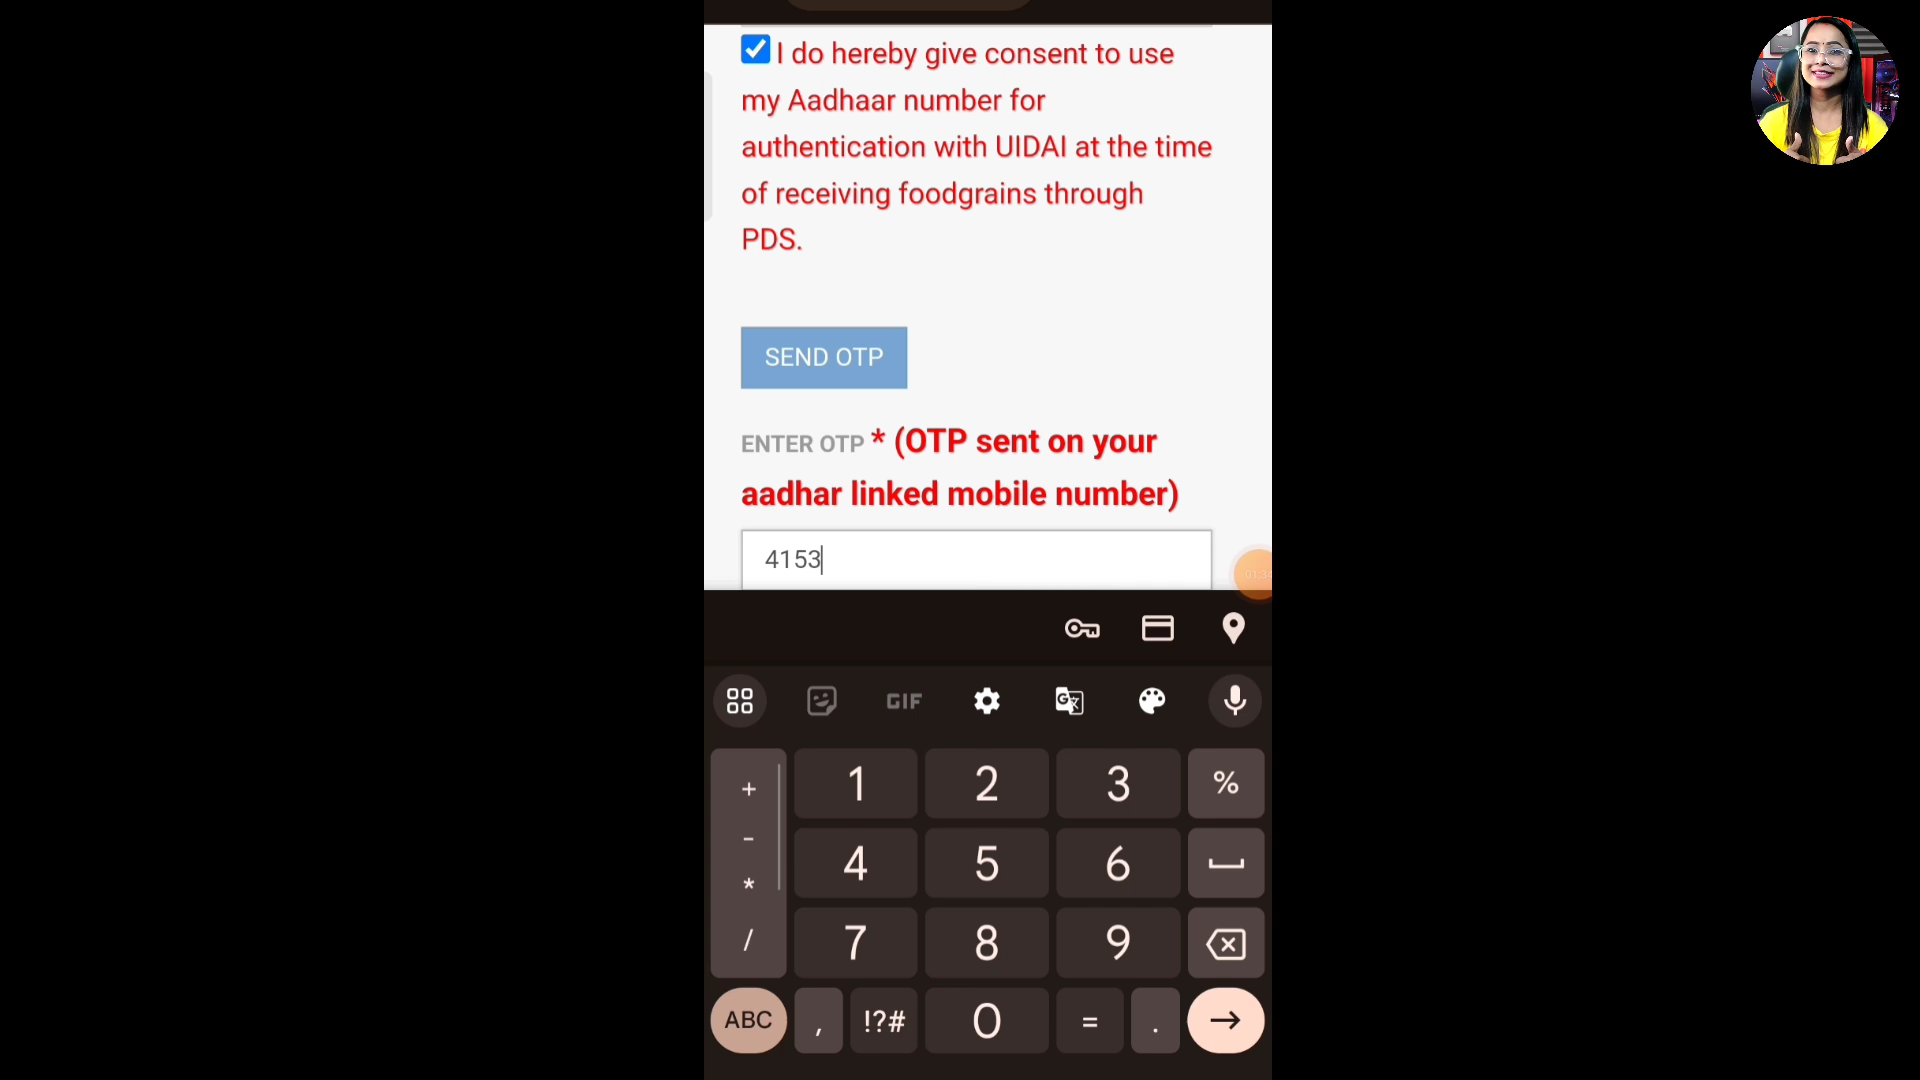 I do hereby give consent to use
my Aadhaar number for
authentication with UIDAI at the time
of receiving foodgrains through
PDS.
SEND OTP
ENTER OTP * (OTP sent on your
aadhar linked mobile number)
4153
GIF
+ 1 2 3 %
- 4 5 6
*
/ 7 8 9
ABC , !?# 0 = . →